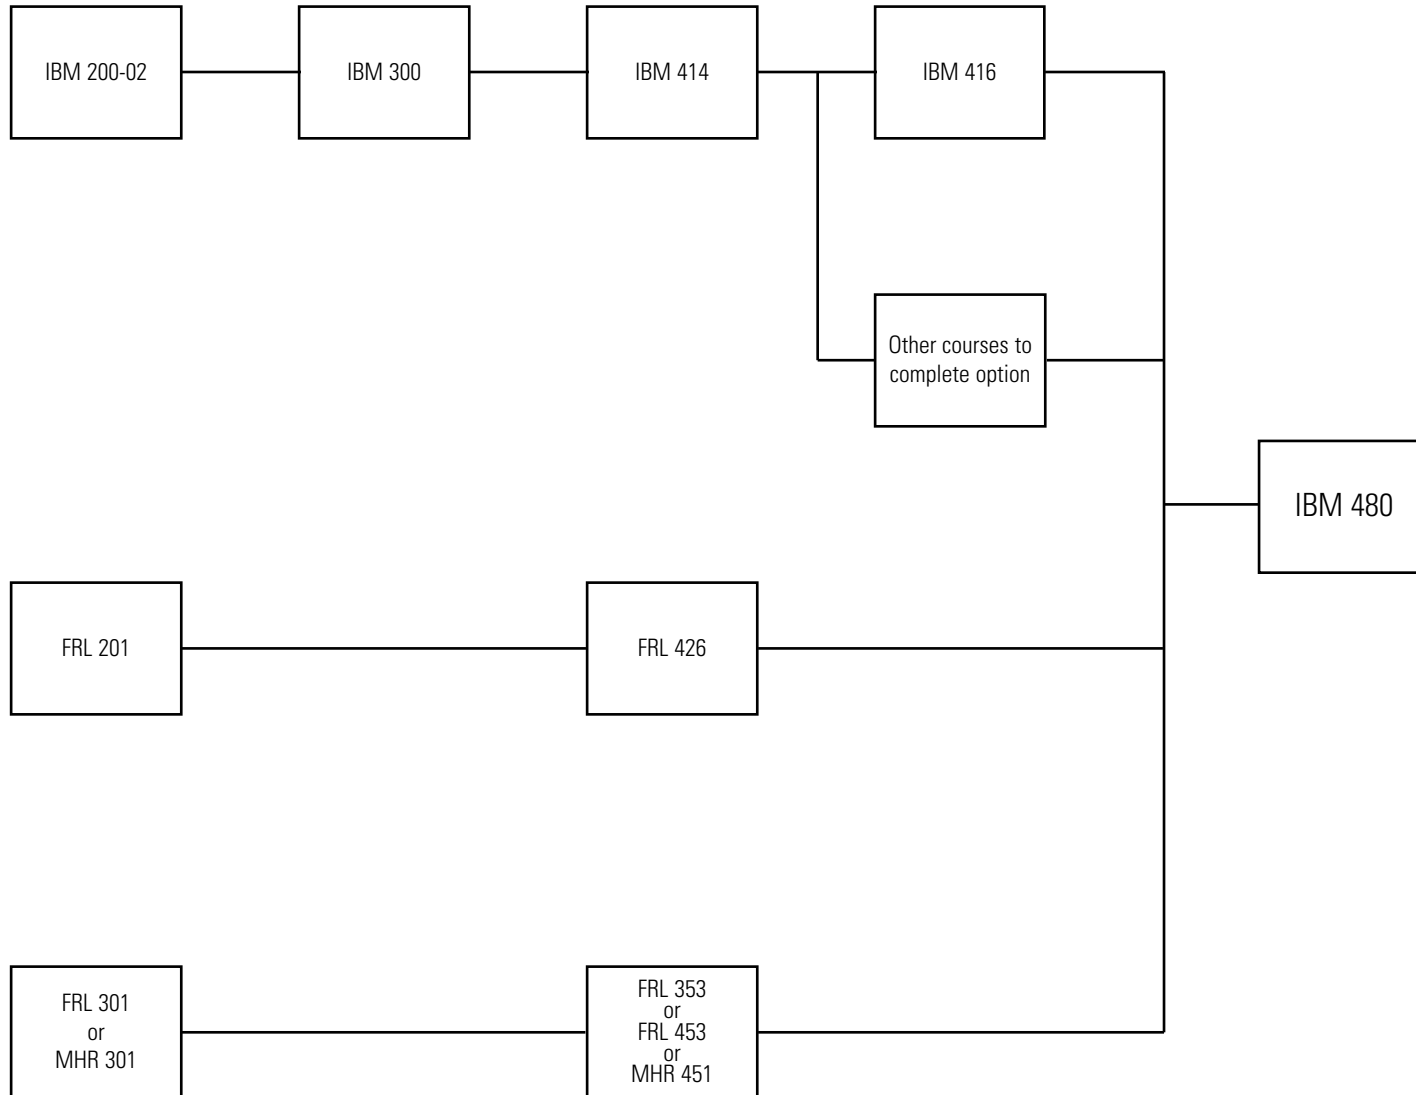 IBM 200-02
IBM 300
IBM 414
IBM 416
Other courses to
complete option
IBM 480
FRL 201
FRL 426
FRL 301
or
MHR 301
FRL 353
or
FRL 453
or
MHR 451